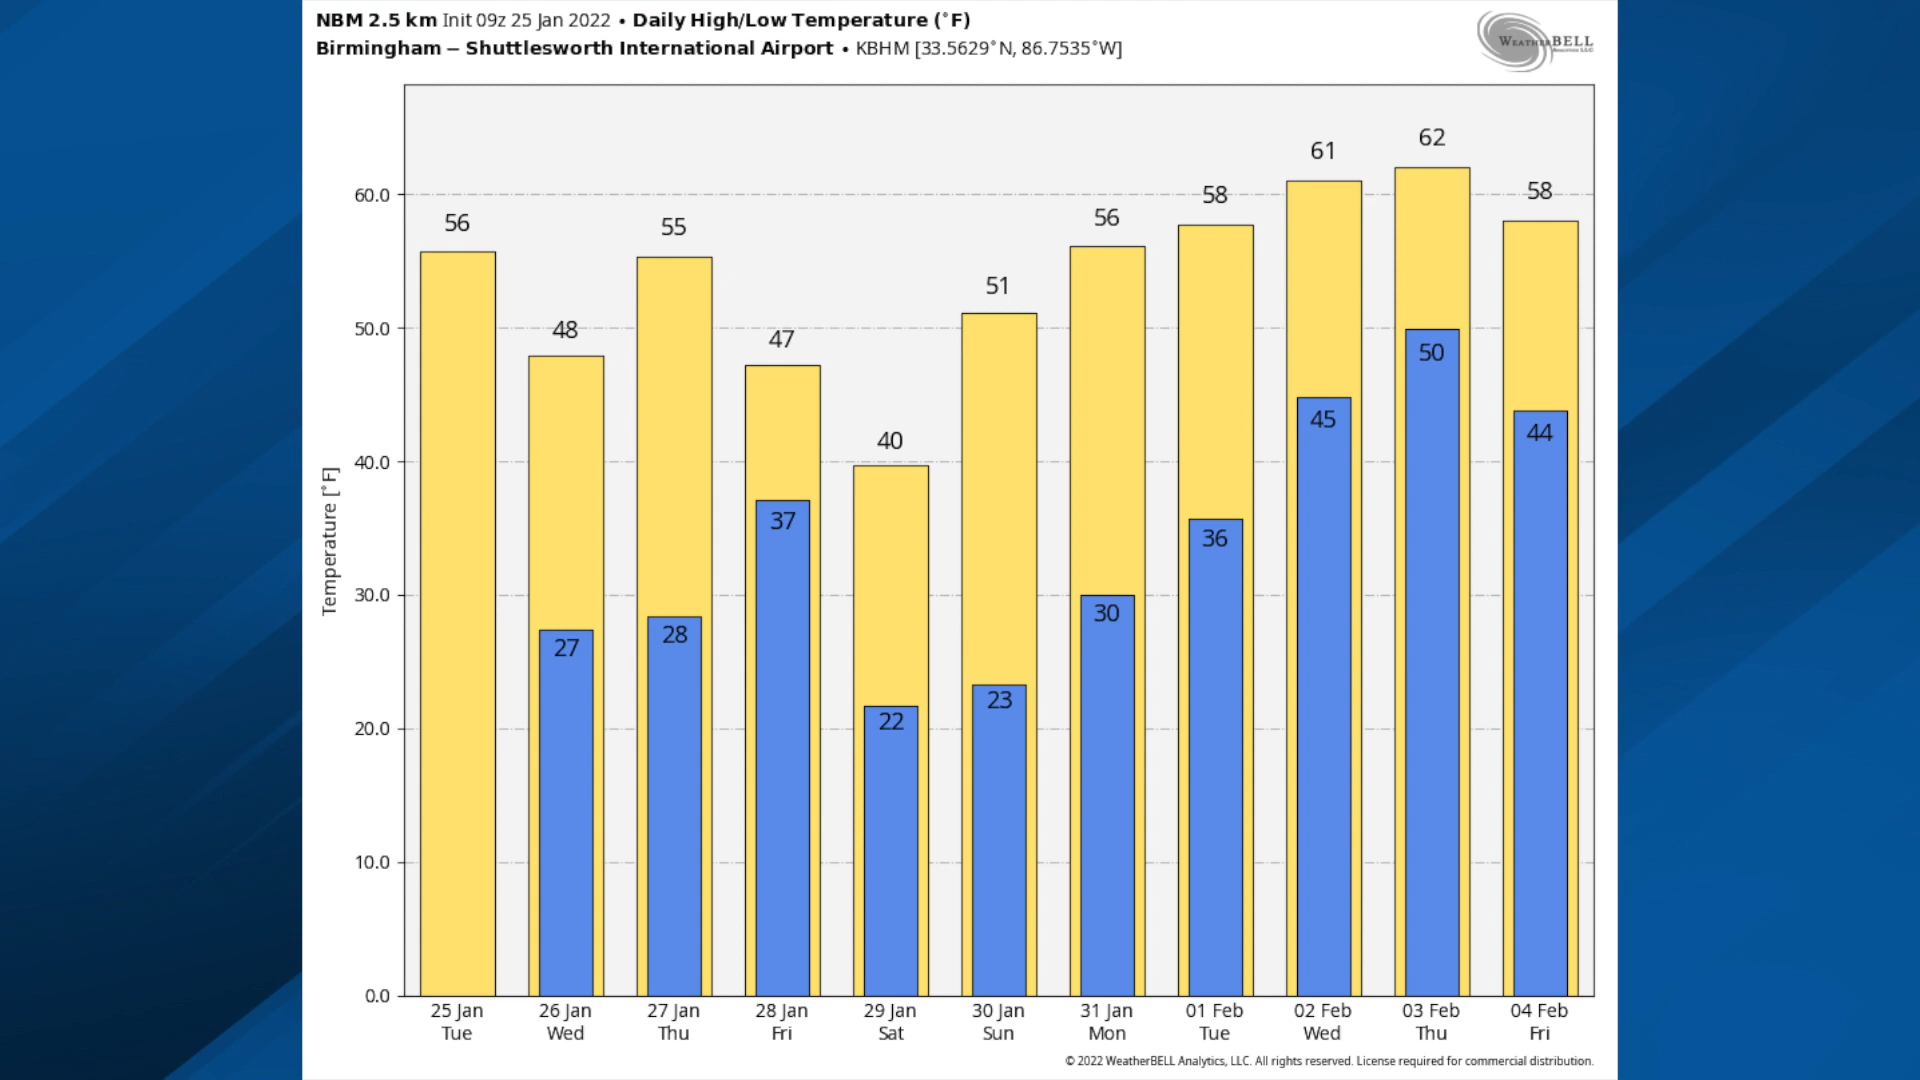 NBM 2.5 km Init 09z 25 Jan 2022 • Daily High/Low Temperature (°F)
Birmingham – Shuttlesworth International Airport • KBHM [33.5629°N, 86.7535°W]
WEATHERBELL
Analytics LLC
Temperature [°F]
60.0
50.0
40.0
30.0
20.0
10.0
0.0
56 48 55 47 40 51 56 58 61 62 58
27 28 37 22 23 30 36 45 50 44
25 Jan 26 Jan 27 Jan 28 Jan 29 Jan 30 Jan 31 Jan 01 Feb 02 Feb 03 Feb 04 Feb
Tue Wed Thu Fri Sat Sun Mon Tue Wed Thu Fri
© 2022 WeatherBELL Analytics, LLC. All rights reserved. License required for commercial distribution.